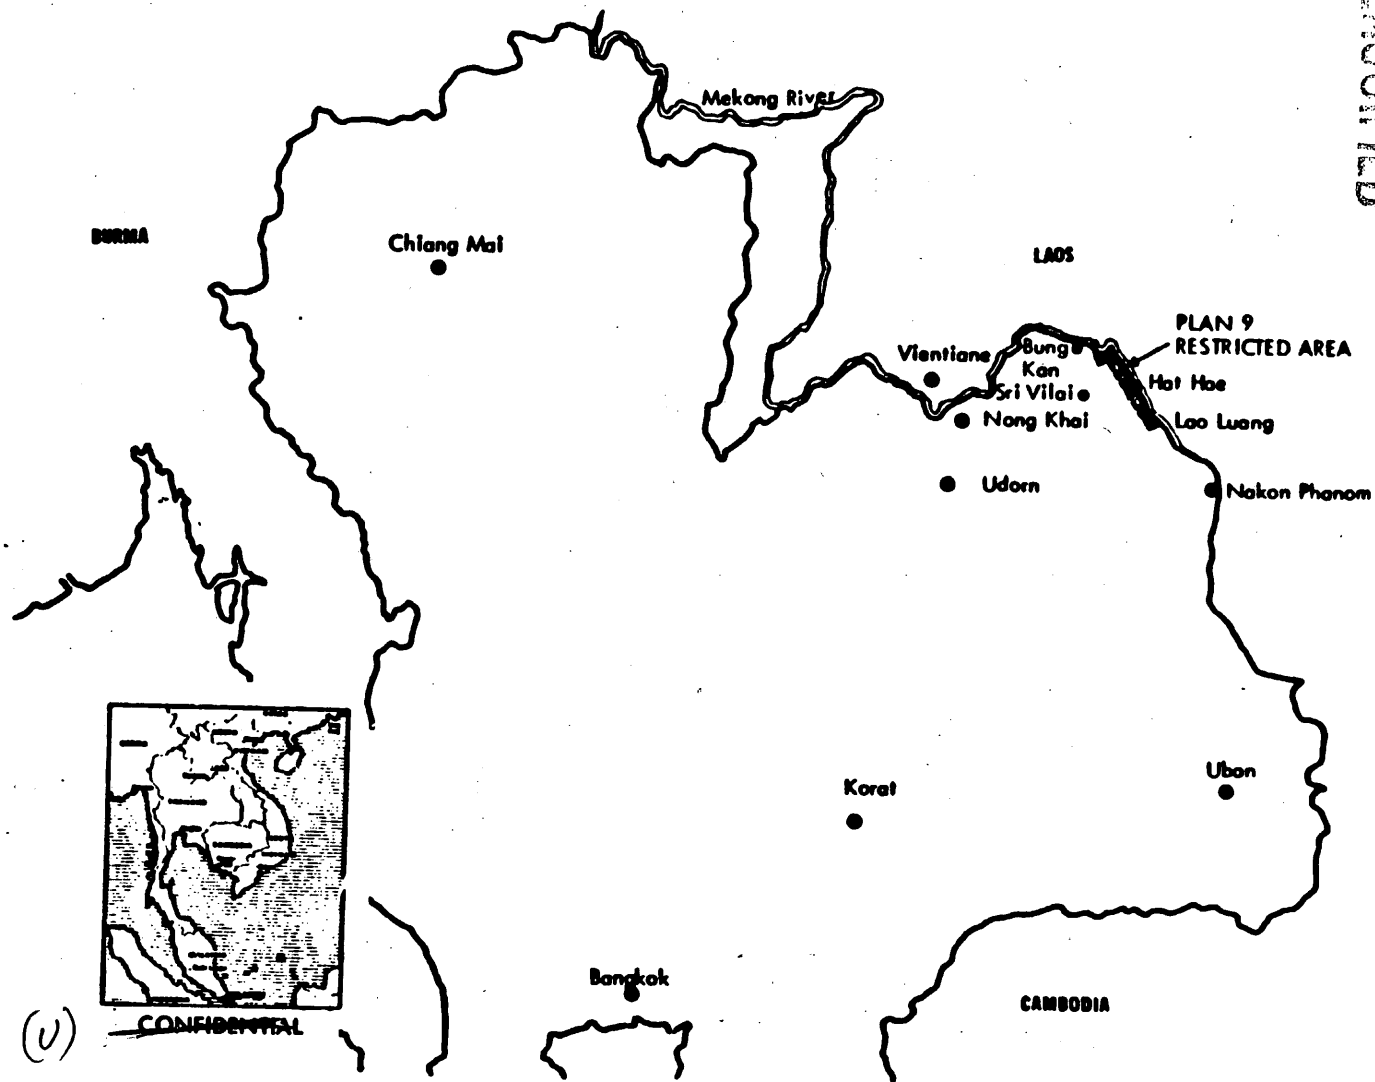 Mekong River
BURMA
Chiang Mai
LAOS
PLAN 9
RESTRICTED AREA
Vientiane
Bung
Kan
Hat Hae
Sri Vilai
Nong Khai
Lao Luang
Udorn
Nakon Phanom
Ubon
Korat
Bangkok
CAMBODIA
CONFIDENTIAL
(U)